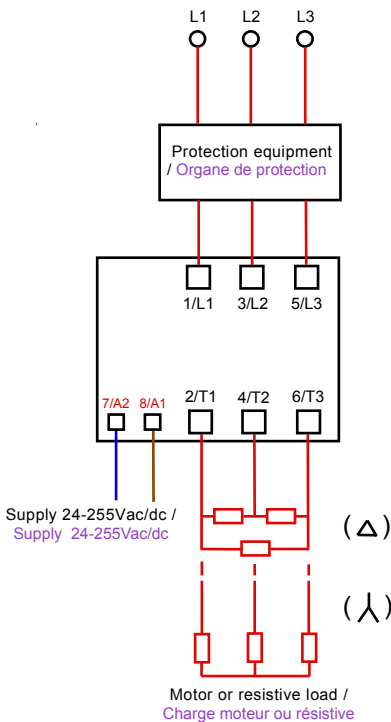 L1 L2 L3
Protection equipment
/ Organe de protection
1/L1 3/L2 5/L3
7/A2 8/A1 2/T1 4/T2 6/T3
Supply 24-255Vac/dc /
Supply 24-255Vac/dc
(△)
(⅄)
Motor or resistive load /
Charge moteur ou résistive